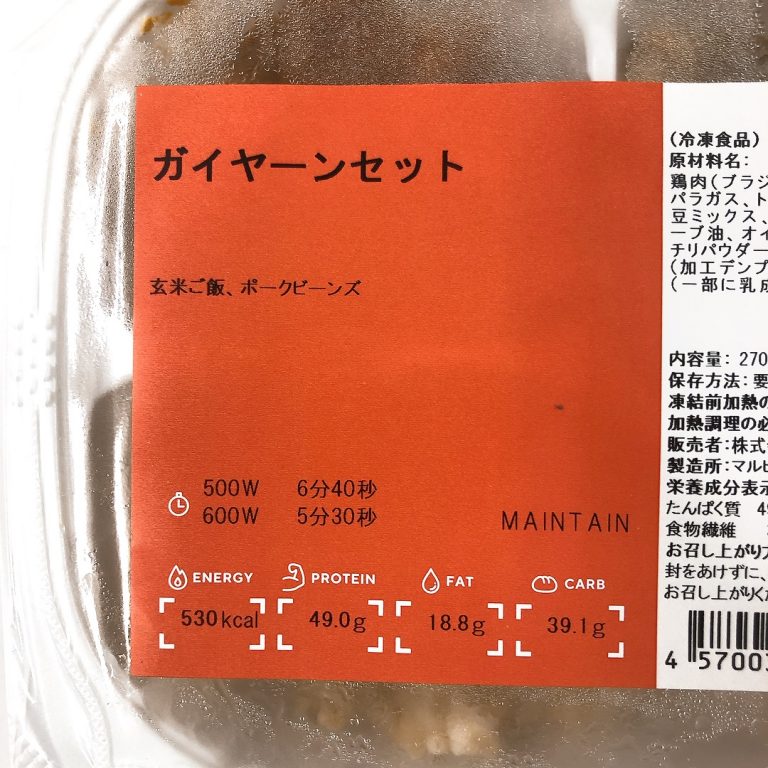 ガイヤーンセット
玄米ご飯、ポークビーンズ
500W 6分40秒
600W 5分30秒
MAINTAIN
ENERGY PROTEIN FAT CARB
530kcal 49.0g 18.8g 39.1g
(冷凍食品)
原材料名:
鶏肉(ブラジ
パラガス、ト
豆ミックス、
ーブ油、オイ
チリパウダー
(加工デンプ
(一部に乳成
内容量: 270
保存方法:要
凍結前加熱の
加熱調理の必
販売者:株式
製造所:マルヒ
栄養成分表示
たんぱく質 49
食物繊維
お召し上がり方
封をあけずに、
お召し上がりくだ
4 57003